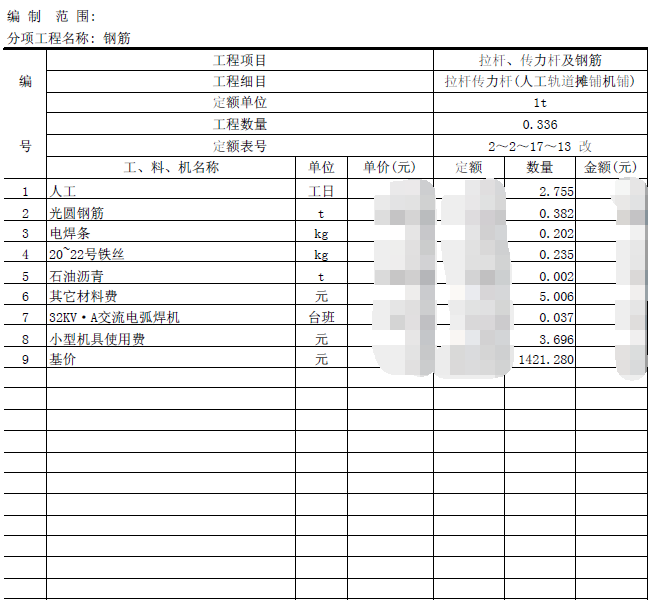 编 制 范 围:
分项工程名称: 钢筋
编号
工程项目 拉杆、传力杆及钢筋
工程细目 拉杆传力杆(人工轨道摊铺机铺)
定额单位 1t
工程数量 0.336
定额表号 2～2～17～13 改
工、料、机名称 单位 单价(元) 定额 数量 金额(元)
1 人工 工日 2.755
2 光圆钢筋 t 0.382
3 电焊条 kg 0.202
4 20~22号铁丝 kg 0.235
5 石油沥青 t 0.002
6 其它材料费 元 5.006
7 32KV·A交流电弧焊机 台班 0.037
8 小型机具使用费 元 3.696
9 基价 元 1421.280